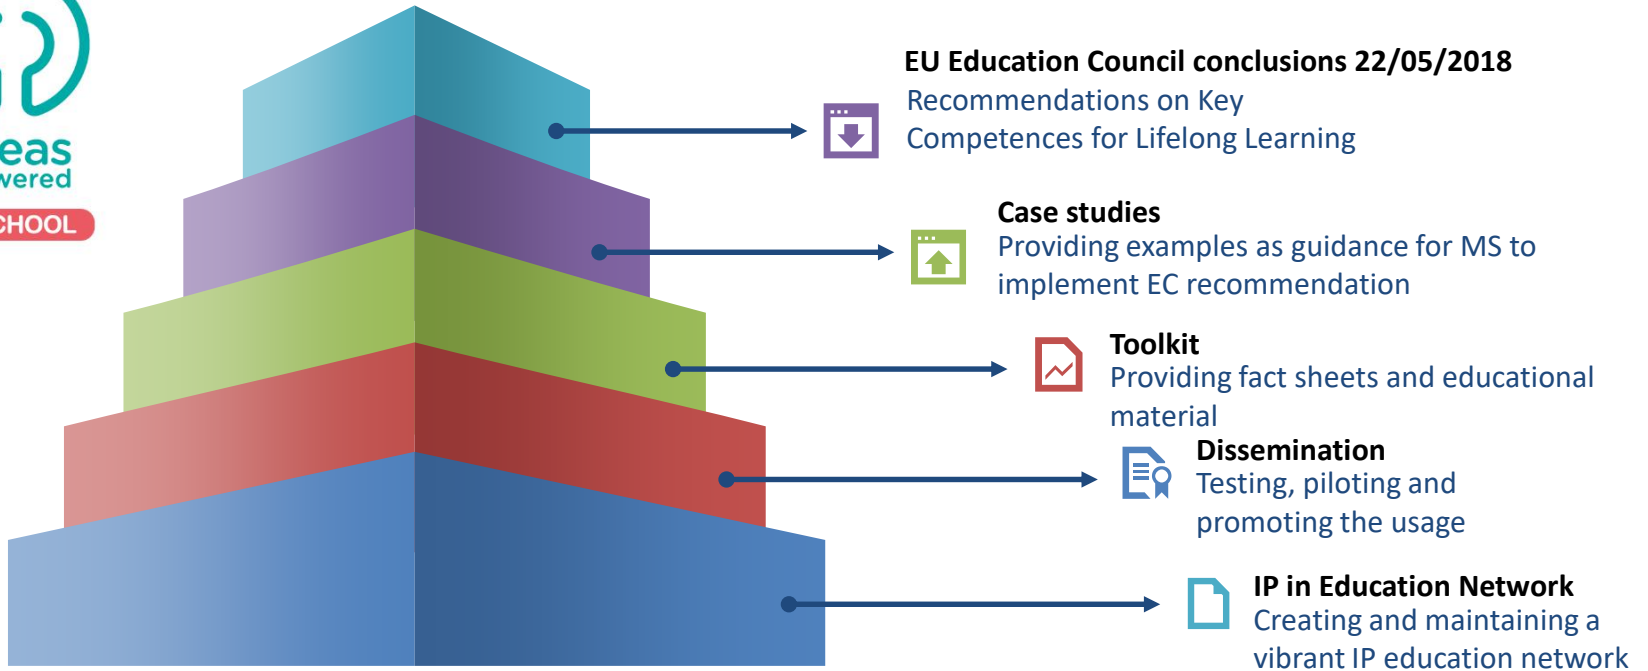 eas
wered
CHOOL
EU Education Council conclusions 22/05/2018
Recommendations on Key
Competences for Lifelong Learning
Case studies
Providing examples as guidance for MS to
implement EC recommendation
Toolkit
Providing fact sheets and educational
material
Dissemination
Testing, piloting and
promoting the usage
IP in Education Network
Creating and maintaining a
vibrant IP education network